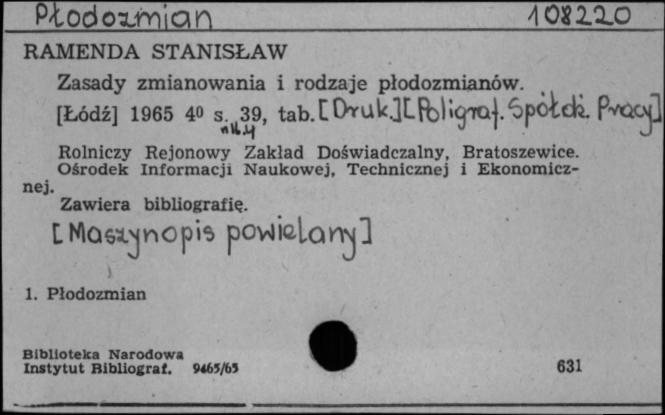 Płodozmian 108220
RAMENDA STANISŁAW
Zasady zmianowania i rodzaje płodozmianów.
[Łódź] 1965 4⁰ s. 39, tab. [Druk.] [Poligraf. Spółdz. Pracy]
nlb.4
Rolniczy Rejonowy Zakład Doświadczalny, Bratoszewice.
Ośrodek Informacji Naukowej, Technicznej i Ekonomicz-
nej.
Zawiera bibliografię.
[Maszynopis powielany]
1. Płodozmian
Biblioteka Narodowa
Instytut Bibliograf. 9465/65 631